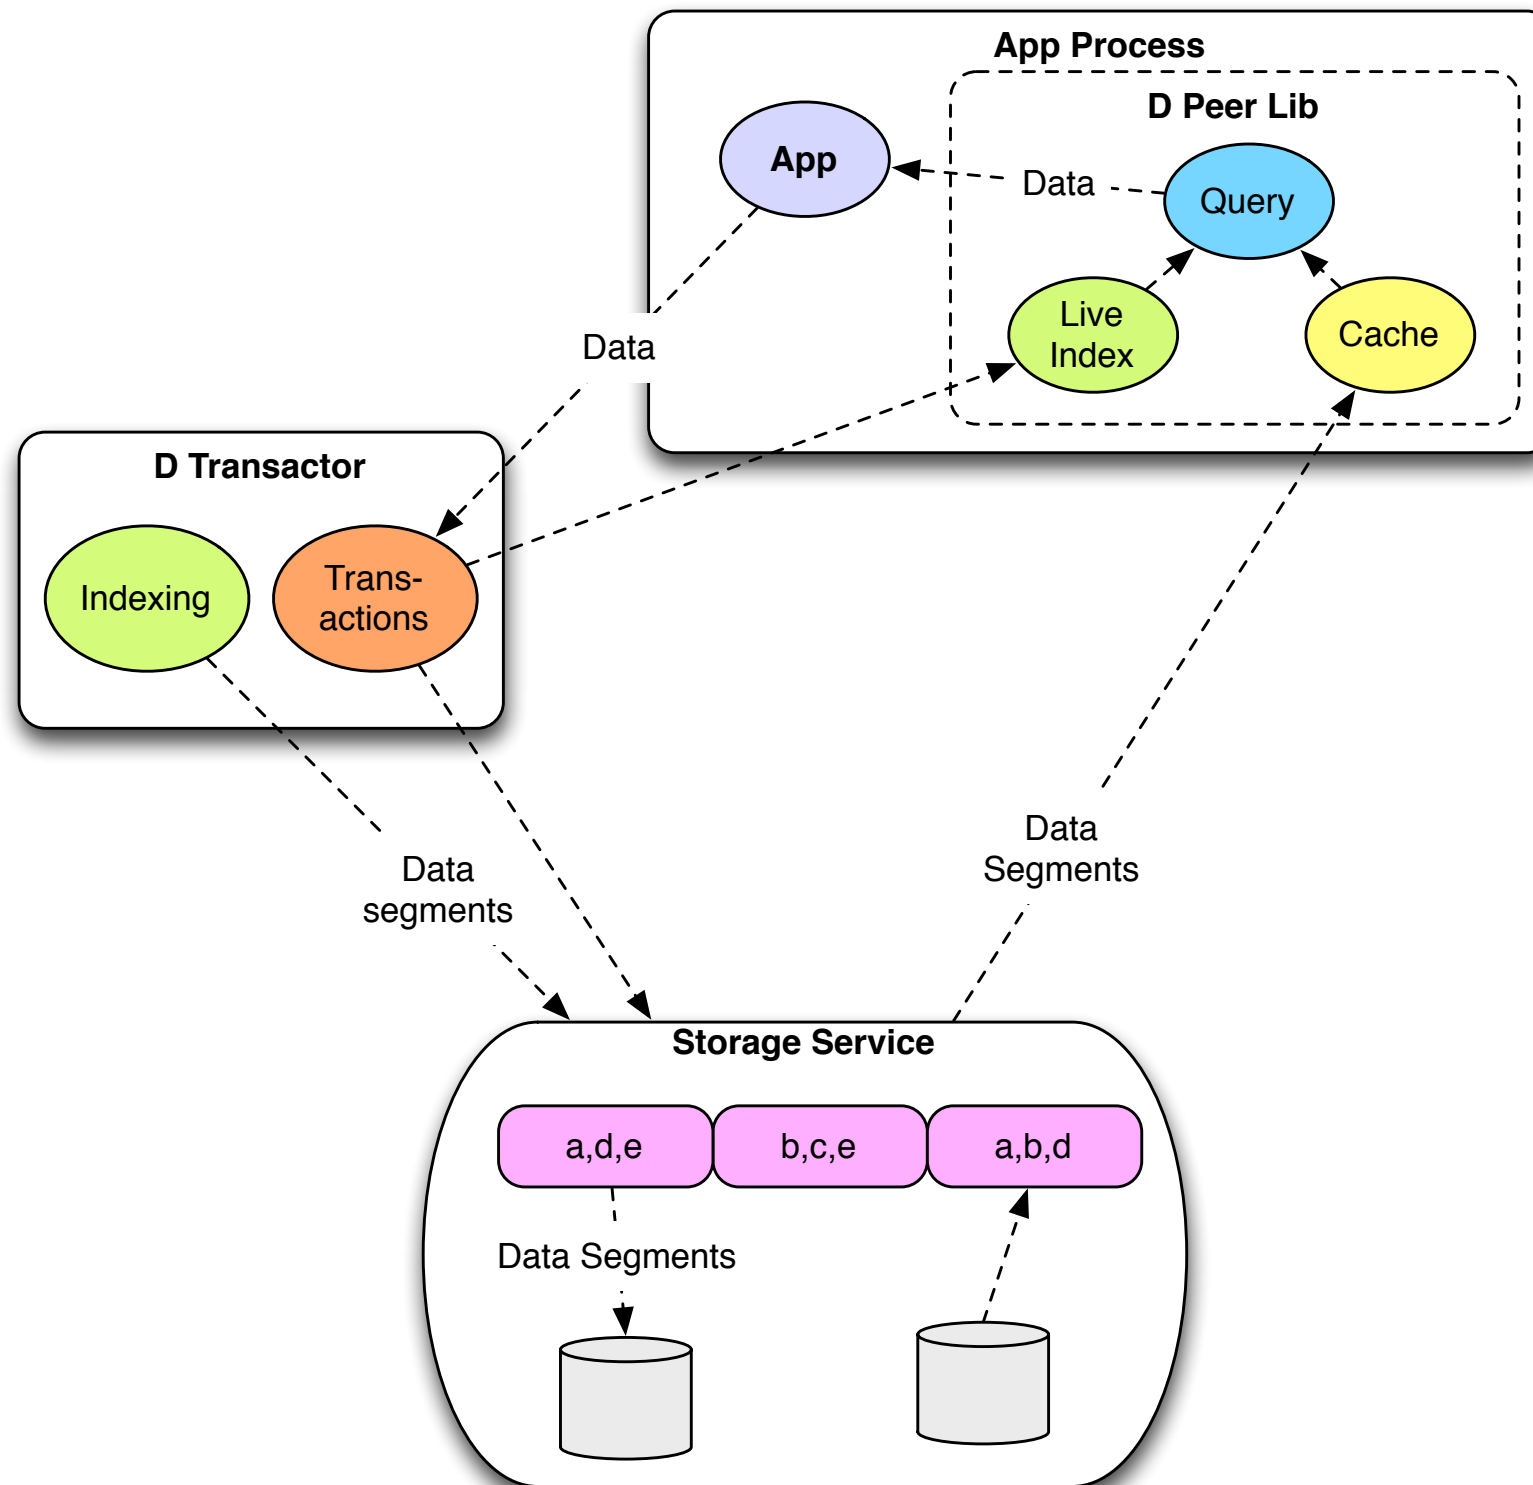 App Process
D Peer Lib
App
Data
Query
Live
Index
Cache
Data
D Transactor
Indexing
Trans-
actions
Data
Segments
Data
segments
Storage Service
a,d,e
b,c,e
a,b,d
Data Segments